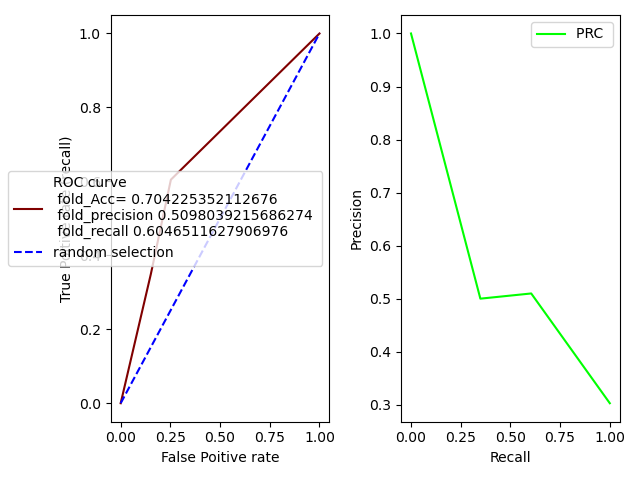 1.0
0.8
0.2
0.0
ROC curve
fold_Acc= 0.704225352112676
fold_precision 0.5098039215686274
fold_recall 0.6046511627906976
random selection
0.00 0.25 0.50 0.75 1.00
False Poitive rate
PRC
Precision
1.0
0.9
0.8
0.7
0.6
0.5
0.4
0.3
0.00 0.25 0.50 0.75 1.00
Recall